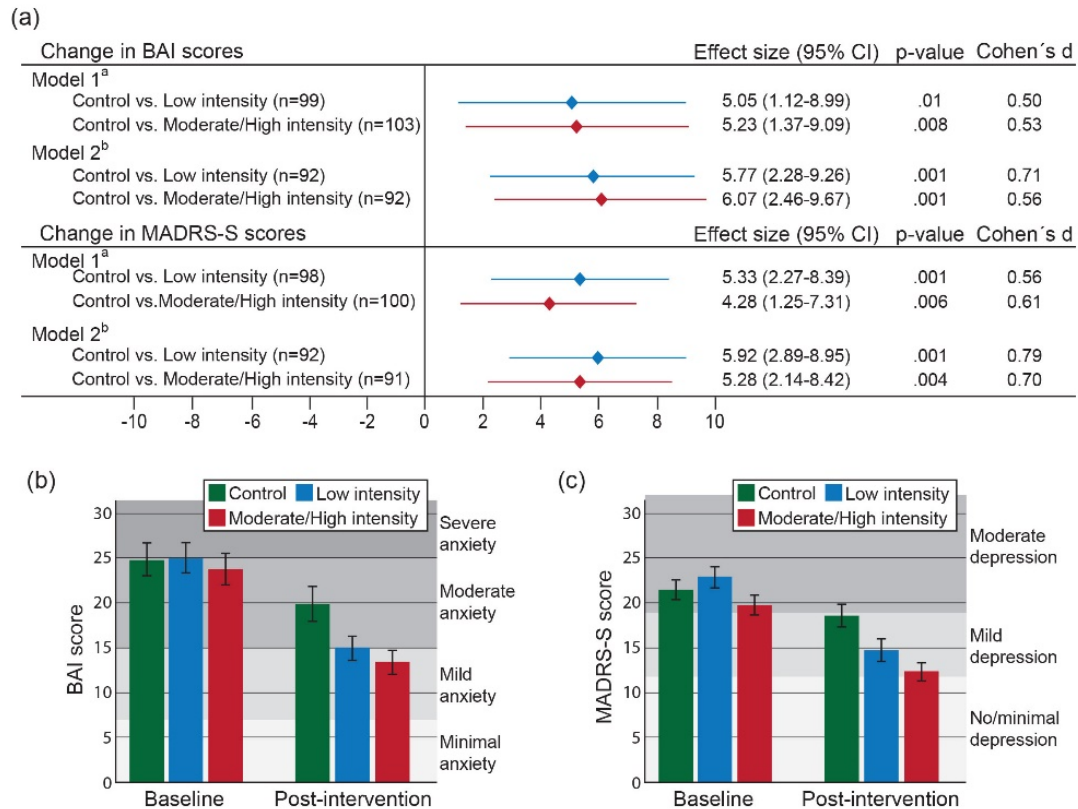 (a)
Change in BAI scores Effect size (95% CI) p-value Cohen´s d
Model 1a
Control vs. Low intensity (n=99) 5.05 (1.12-8.99) .01 0.50
Control vs. Moderate/High intensity (n=103) 5.23 (1.37-9.09) .008 0.53
Model 2b
Control vs. Low intensity (n=92) 5.77 (2.28-9.26) .001 0.71
Control vs. Moderate/High intensity (n=92) 6.07 (2.46-9.67) .001 0.56
Change in MADRS-S scores Effect size (95% CI) p-value Cohen´s d
Model 1a
Control vs. Low intensity (n=98) 5.33 (2.27-8.39) .001 0.56
Control vs.Moderate/High intensity (n=100) 4.28 (1.25-7.31) .006 0.61
Model 2b
Control vs. Low intensity (n=92) 5.92 (2.89-8.95) .001 0.79
Control vs. Moderate/High intensity (n=91) 5.28 (2.14-8.42) .004 0.70
-10 -8 -6 -4 -2 0 2 4 6 8 10
(b)
Control Low intensity
Moderate/High intensity
BAI score
30
25
20
15
10
5
0
Severe
anxiety
Moderate
anxiety
Mild
anxiety
Minimal
anxiety
Baseline Post-intervention
(c)
Control Low intensity
Moderate/High intensity
MADRS-S score
30
25
20
15
10
5
0
Moderate
depression
Mild
depression
No/minimal
depression
Baseline Post-intervention